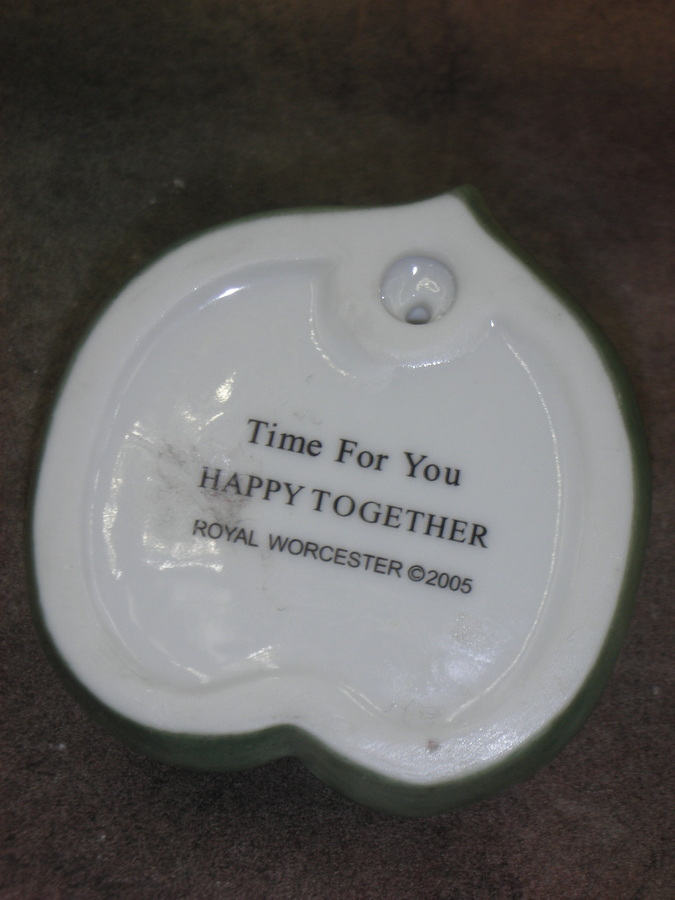 Time For You
HAPPY TOGETHER
ROYAL WORCESTER ©2005